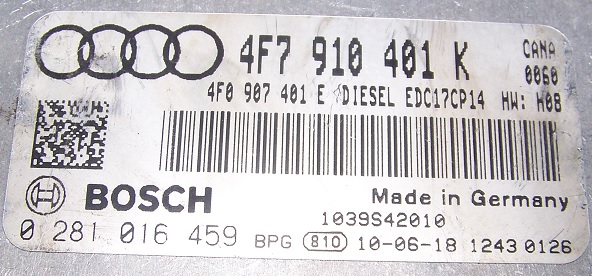 4F7 910 401 K CANA
0060
4F0 907 401 E DIESEL EDC17CP14 HW: H08
BOSCH Made in Germany
1039S42010
0 281 016 459 BPG 810 10-06-18 1243 0126